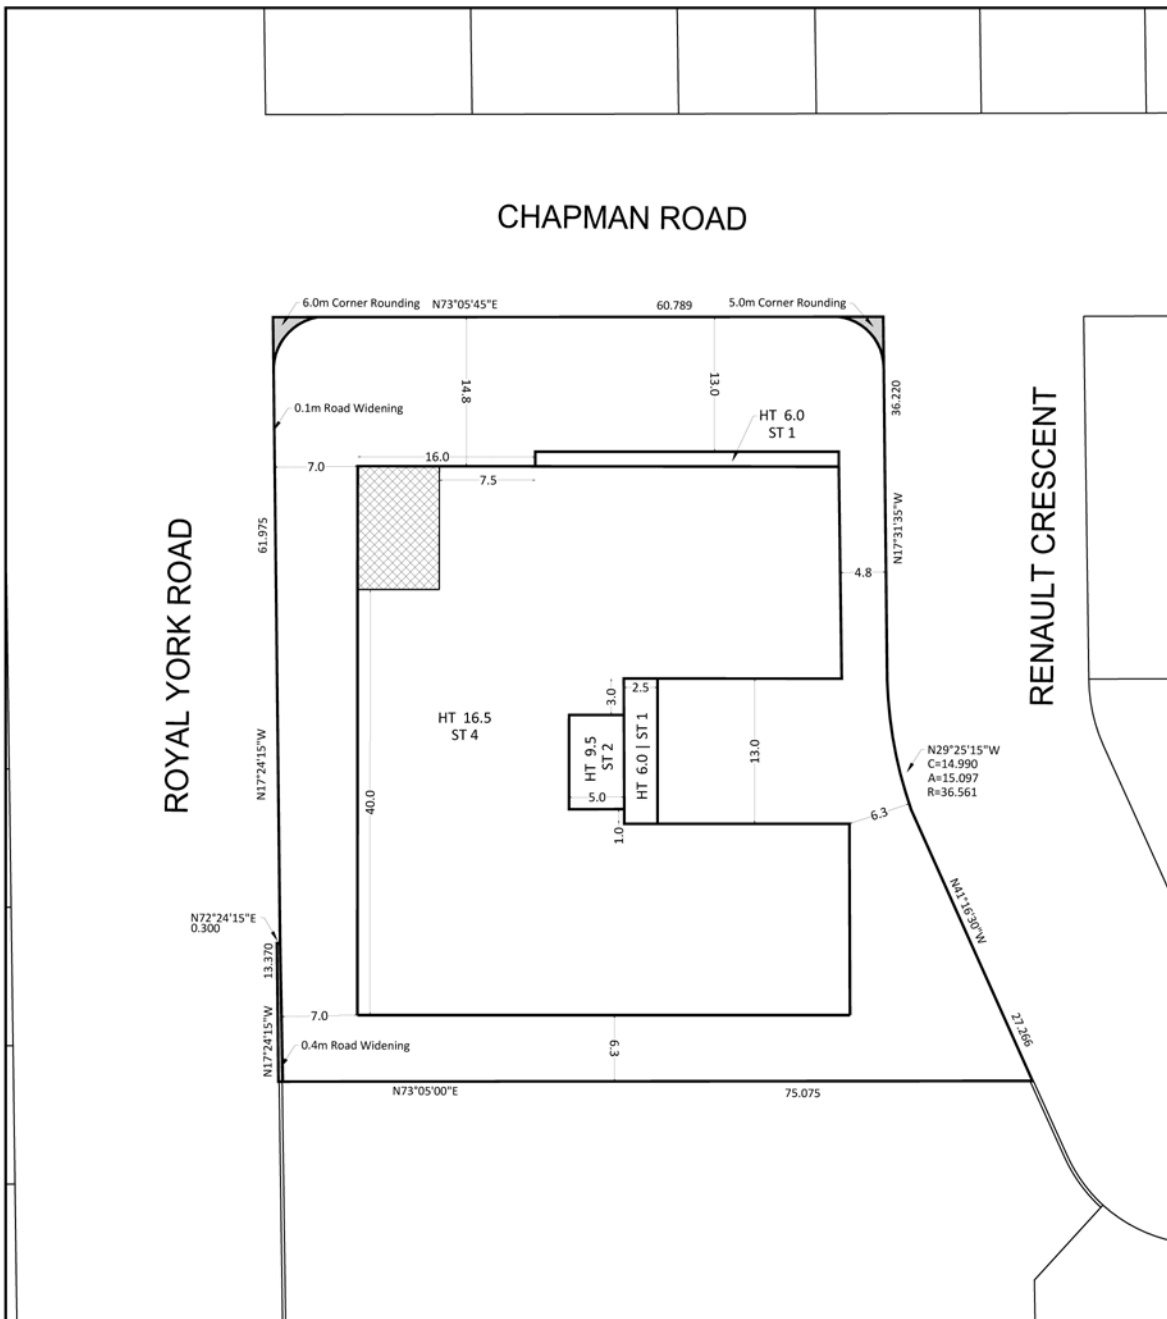 CHAPMAN ROAD
6.0m Corner Rounding
N73°05'45"E
60.789
5.0m Corner Rounding
14.8
13.0
36.220
0.1m Road Widening
HT 6.0
ST 1
16.0
7.0
7.5
61.975
N17°31'35"W
4.8
ROYAL YORK ROAD
RENAULT CRESCENT
3.0
2.5
HT 16.5
ST 4
HT 9.5
ST 2
HT 6.0 | ST 1
13.0
N17°24'15"W
N29°25'15"W
C=14.990
A=15.097
R=36.561
5.0
40.0
1.0
6.3
N41°16'30"W
N72°24'15"E
0.300
13.370
7.0
N17°24'15"W
0.4m Road Widening
6.3
27.266
N73°05'00"E
75.075